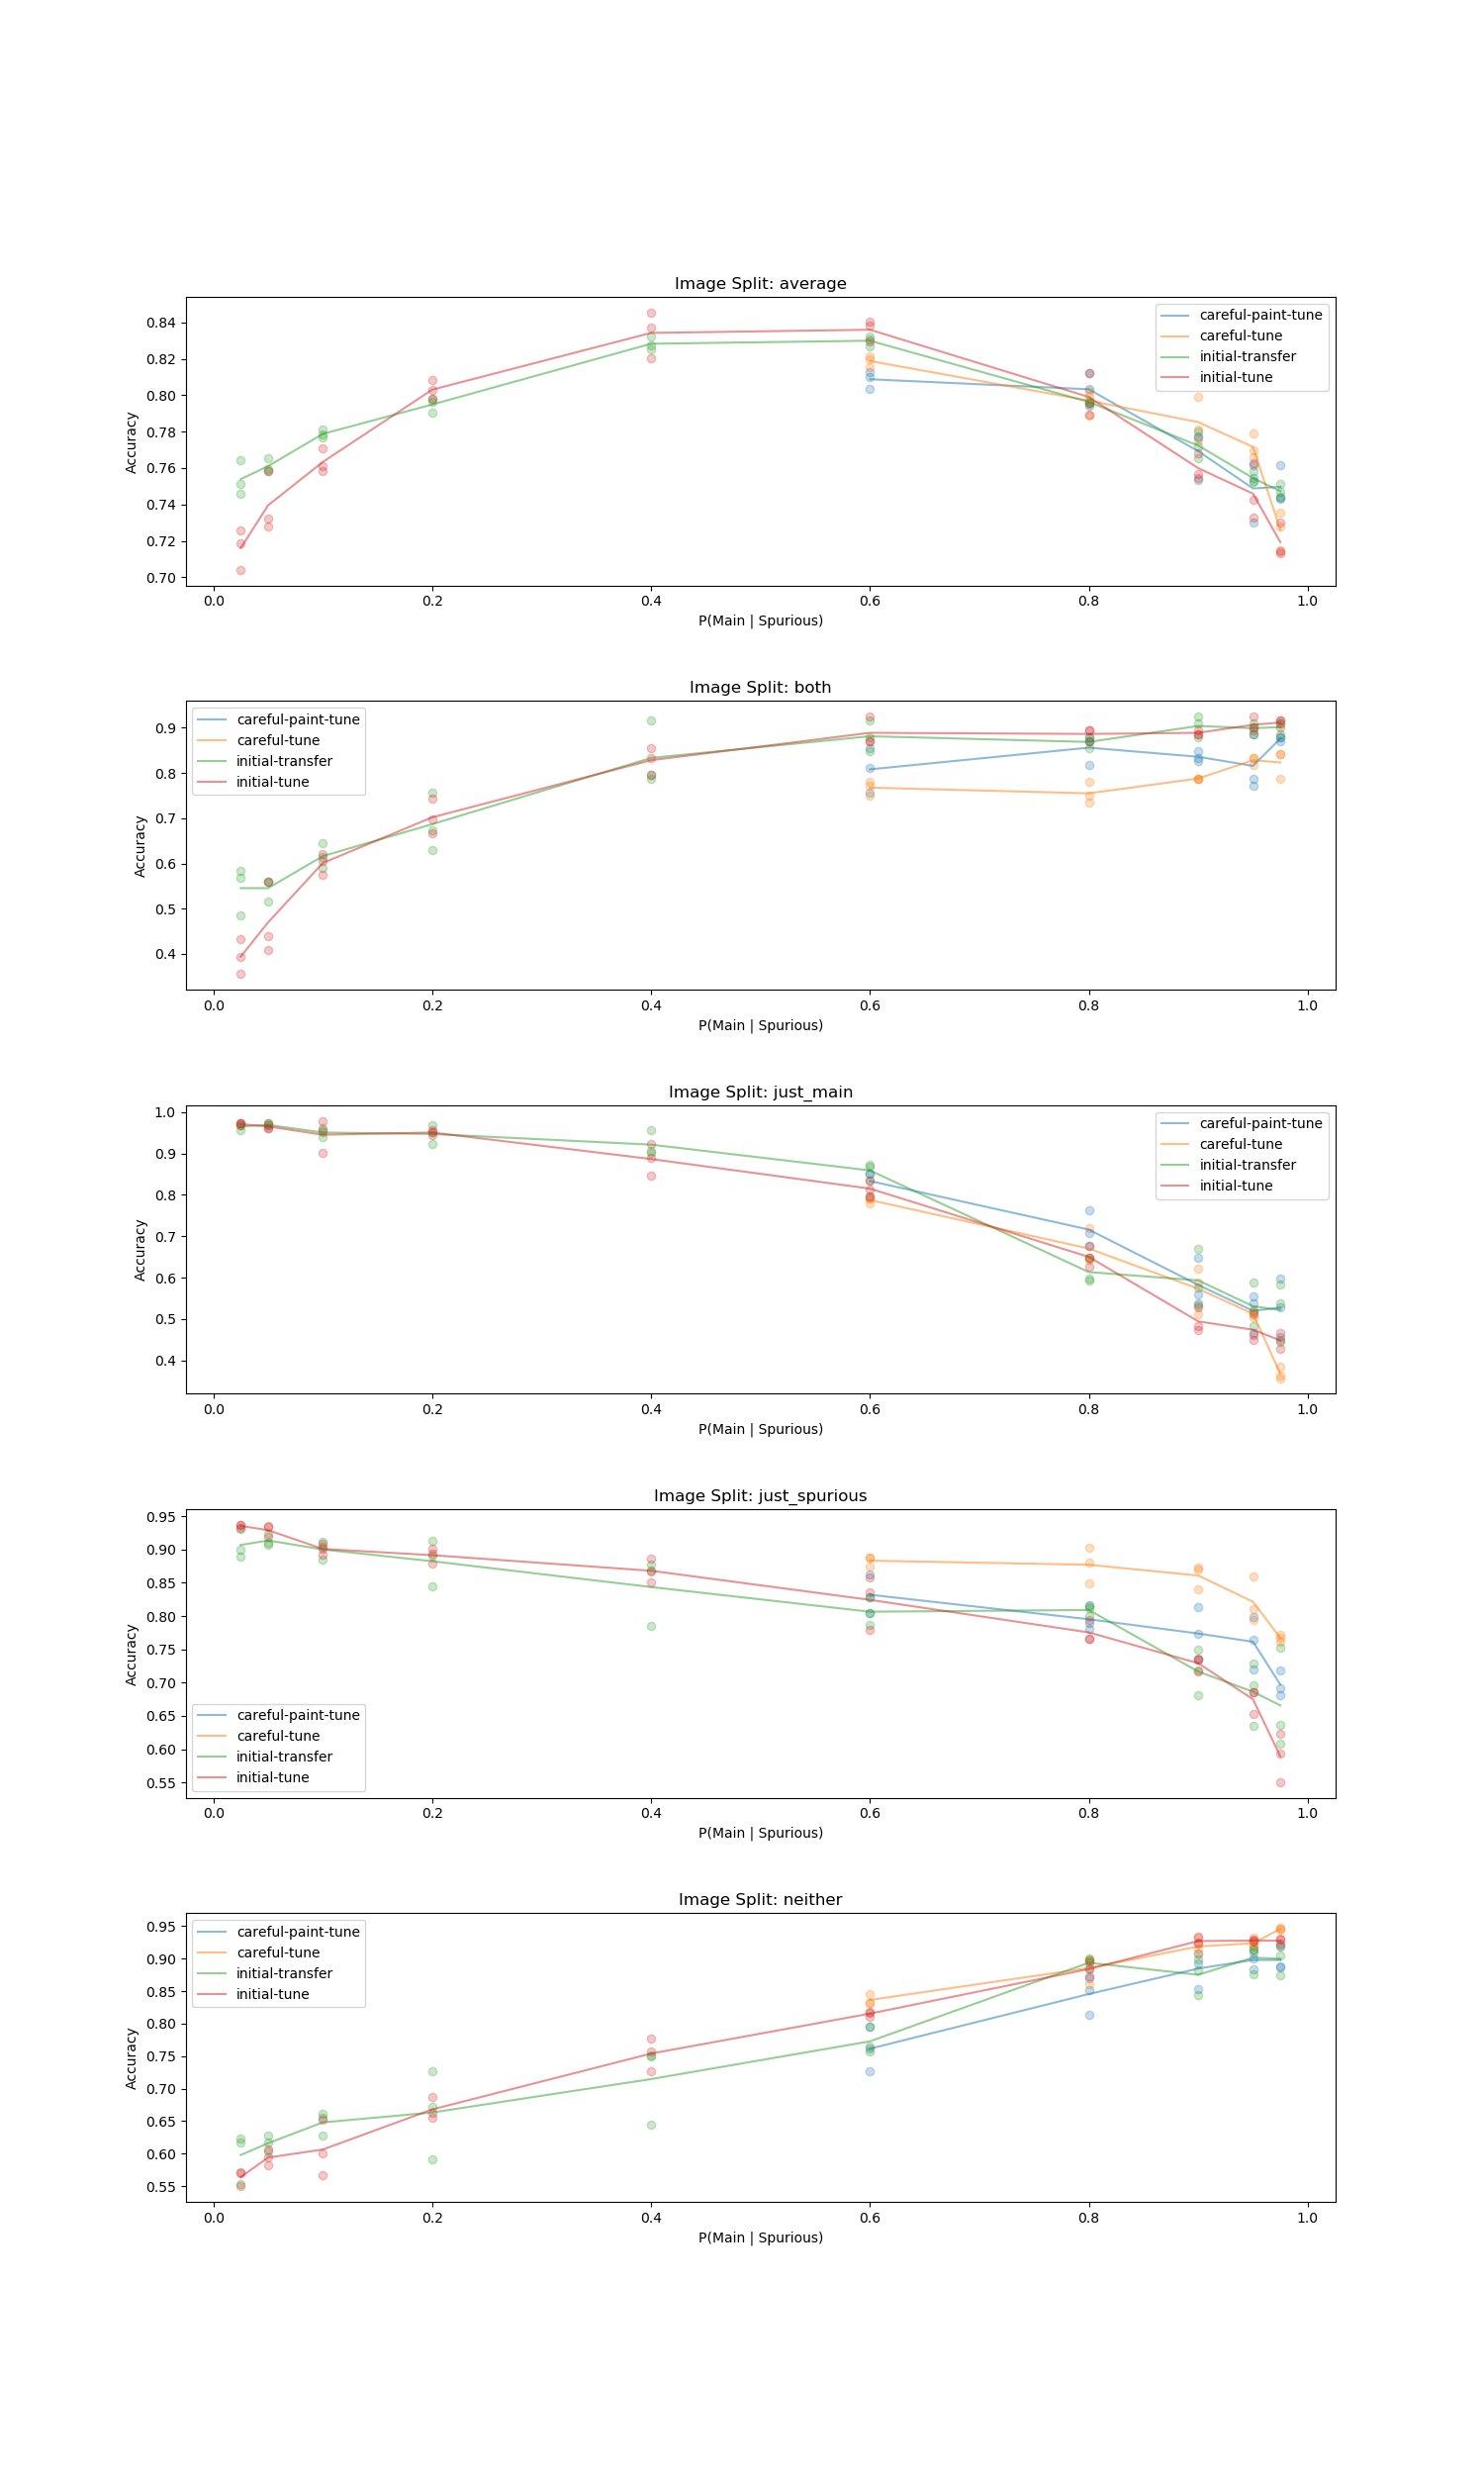 Image Split: average
0.84
0.82
0.80
0.78
0.76
0.74
0.72
0.70
Accuracy
careful-paint-tune
careful-tune
initial-transfer
initial-tune
0.0 0.2 0.4 0.6 0.8 1.0
P(Main | Spurious)
Image Split: both
0.9
0.8
0.7
0.6
0.5
0.4
Accuracy
careful-paint-tune
careful-tune
initial-transfer
initial-tune
0.0 0.2 0.4 0.6 0.8 1.0
P(Main | Spurious)
Image Split: just_main
1.0
0.9
0.8
0.7
0.6
0.5
0.4
Accuracy
careful-paint-tune
careful-tune
initial-transfer
initial-tune
0.0 0.2 0.4 0.6 0.8 1.0
P(Main | Spurious)
Image Split: just_spurious
0.95
0.90
0.85
0.80
0.75
0.70
0.65
0.60
0.55
Accuracy
careful-paint-tune
careful-tune
initial-transfer
initial-tune
0.0 0.2 0.4 0.6 0.8 1.0
P(Main | Spurious)
Image Split: neither
0.95
0.90
0.85
0.80
0.75
0.70
0.65
0.60
0.55
Accuracy
careful-paint-tune
careful-tune
initial-transfer
initial-tune
0.0 0.2 0.4 0.6 0.8 1.0
P(Main | Spurious)